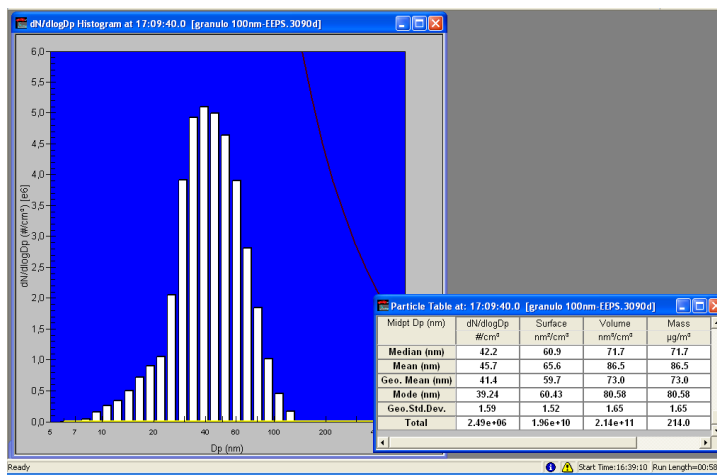 dN/dlogDp Histogram at 17:09:40.0 [granulo 100nm-EEPS.3090d]
6,0
5,5
5,0
4,5
4,0
3,5
3,0
2,5
2,0
1,5
1,0
0,5
0,0
dN/dlogDp (#/cm³) [e6]
5 7 10 20 40 60 100 200
Dp (nm)
Particle Table at: 17:09:40.0 [granulo 100nm-EEPS.3090d]
Midpt Dp (nm) dN/dlogDp Surface Volume Mass
#/cm³ nm²/cm³ nm³/cm³ µg/m³
Median (nm) 42.2 60.9 71.7 71.7
Mean (nm) 45.7 65.6 86.5 86.5
Geo. Mean (nm) 41.4 59.7 73.0 73.0
Mode (nm) 39.24 60.43 80.58 80.58
Geo.Std.Dev. 1.59 1.52 1.65 1.65
Total 2.49e+06 1.96e+10 2.14e+11 214.0
Ready
Start Time:16:39:10 Run Length=00:58